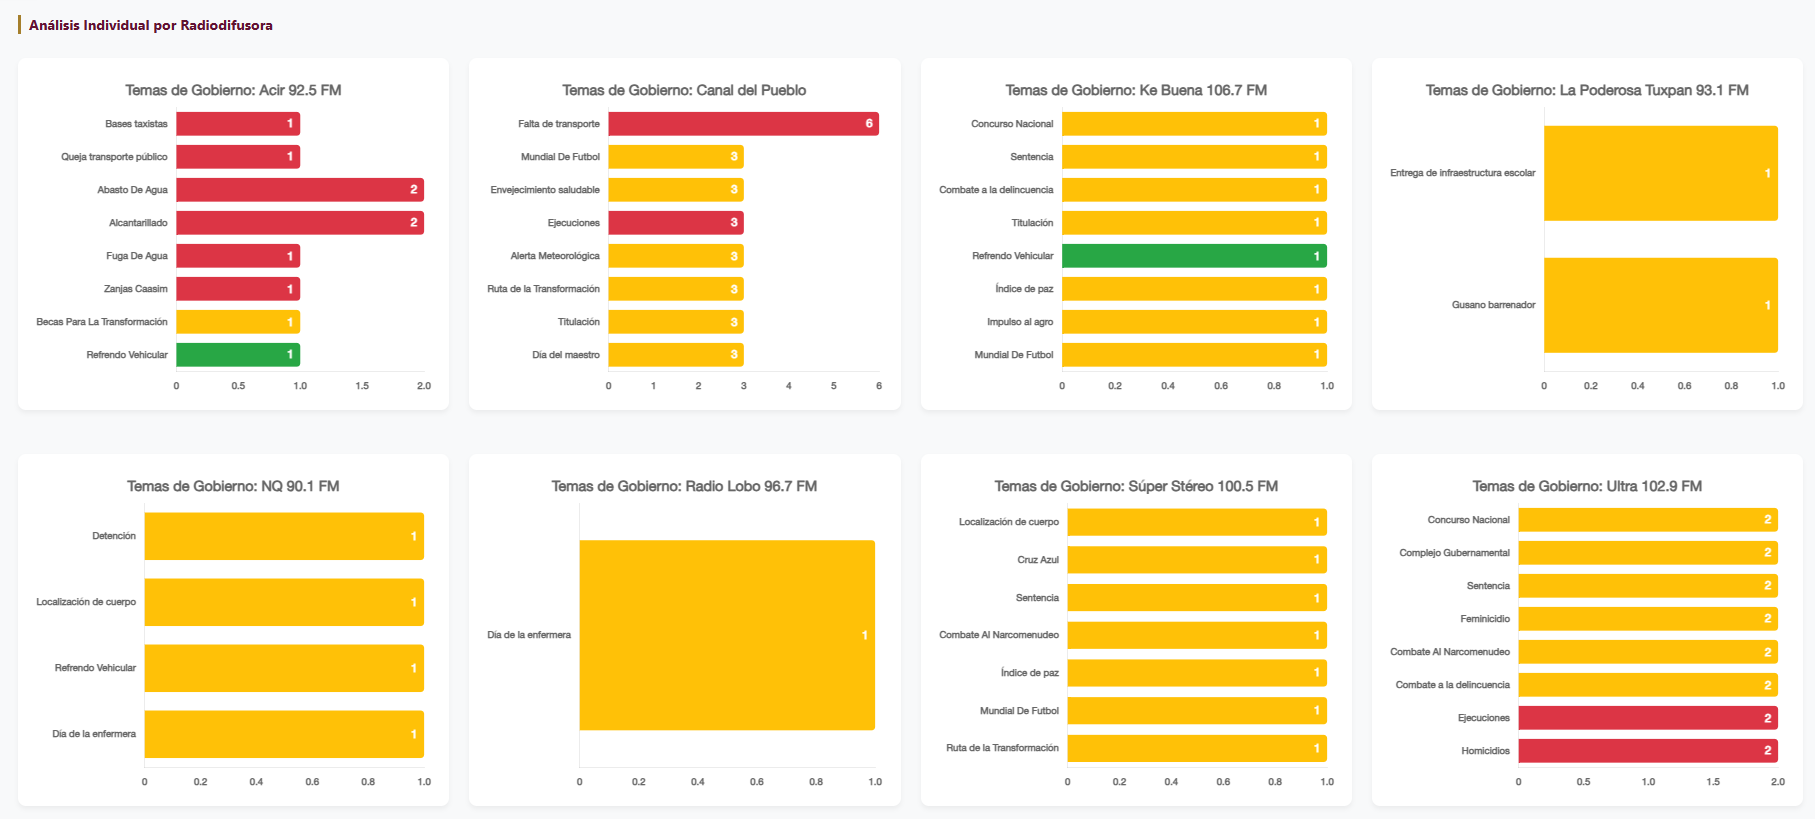 Análisis Individual por Radiodifusora
Temas de Gobierno: Acir 92.5 FM
Bases taxistas 1
Queja transporte público 1
Abasto De Agua 2
Alcantarillado 2
Fuga De Agua 1
Zanjas Caasim 1
Becas Para La Transformación 1
Refrendo Vehicular 1
0 0.5 1.0 1.5 2.0
Temas de Gobierno: Canal del Pueblo
Falta de transporte 6
Mundial De Futbol 3
Envejecimiento saludable 3
Ejecuciones 3
Alerta Meteorológica 3
Ruta de la Transformación 3
Titulación 3
Día del maestro 3
0 1 2 3 4 5 6
Temas de Gobierno: Ke Buena 106.7 FM
Concurso Nacional 1
Sentencia 1
Combate a la delincuencia 1
Titulación 1
Refrendo Vehicular 1
Índice de paz 1
Impulso al agro 1
Mundial De Futbol 1
0 0.2 0.4 0.6 0.8 1.0
Temas de Gobierno: La Poderosa Tuxpan 93.1 FM
Entrega de infraestructura escolar 1
Gusano barrenador 1
0 0.2 0.4 0.6 0.8 1.0
Temas de Gobierno: NQ 90.1 FM
Detención 1
Localización de cuerpo 1
Refrendo Vehicular 1
Día de la enfermera 1
0 0.2 0.4 0.6 0.8 1.0
Temas de Gobierno: Radio Lobo 96.7 FM
Día de la enfermera 1
0 0.2 0.4 0.6 0.8 1.0
Temas de Gobierno: Súper Stéreo 100.5 FM
Localización de cuerpo 1
Cruz Azul 1
Sentencia 1
Combate Al Narcomenudeo 1
Índice de paz 1
Mundial De Futbol 1
Ruta de la Transformación 1
0 0.2 0.4 0.6 0.8 1.0
Temas de Gobierno: Ultra 102.9 FM
Concurso Nacional 2
Complejo Gubernamental 2
Sentencia 2
Feminicidio 2
Combate Al Narcomenudeo 2
Combate a la delincuencia 2
Ejecuciones 2
Homicidios 2
0 0.5 1.0 1.5 2.0